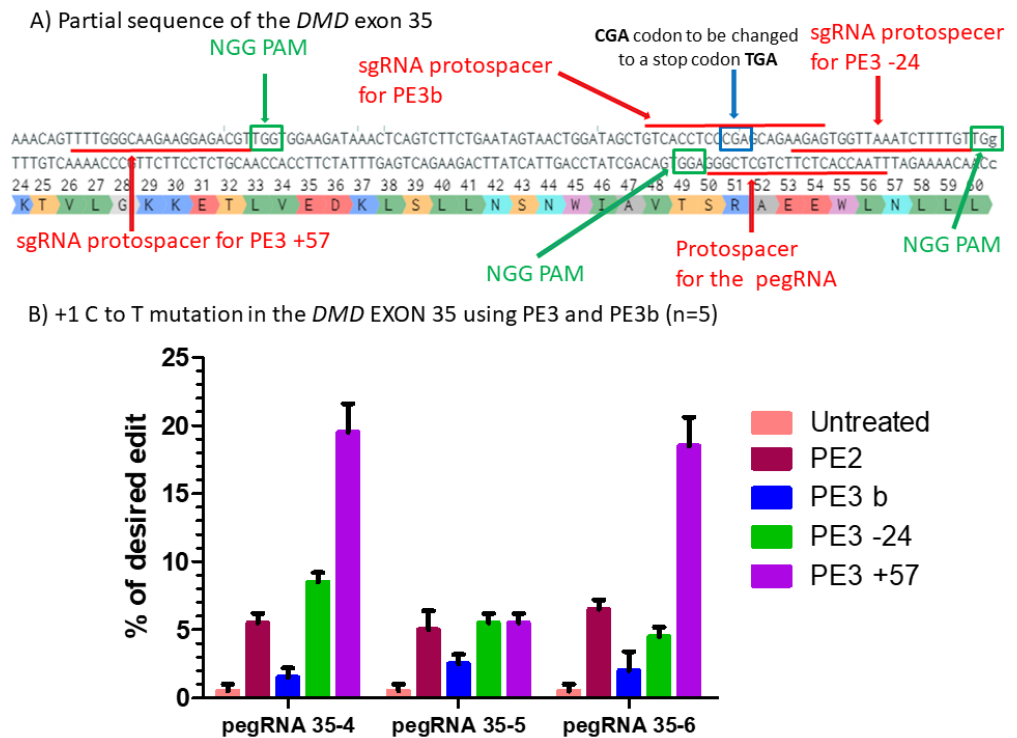 A) Partial sequence of the DMD exon 35
NGG PAM
sgRNA protospacer
for PE3b
CGA codon to be changed
to a stop codon TGA
sgRNA protospecer
for PE3 -24
AAACAGTTTTGGGCAAGAAGGAGACGTTGGTGGAAGATAAACTCAGTCTTCTGAATAGTAACTGGATAGCTGTCACCTCCCGAGCAGAAGAGTGGTTAAATCTTTTGTTGg
TTTGTCAAAACCCGTTCTTCCTCTGCAACCACCTTCTATTTGAGTCAGAAGACTTATCATTGACCTATCGACAGTGGAGGGCTCGTCTTCTCACCAATTTAGAAAACAACc
24 25 26 27 28 29 30 31 32 33 34 35 36 37 38 39 40 41 42 43 44 45 46 47 48 49 50 51 52 53 54 55 56 57 58 59 60
K T V L G K K E T L V E D K L S L L N S N W I A V T S R A E E W L N L L L
sgRNA protospacer for PE3 +57
NGG PAM
Protospacer
for the pegRNA
NGG PAM
B) +1 C to T mutation in the DMD EXON 35 using PE3 and PE3b (n=5)
% of desired edit
25
20
15
10
5
0
pegRNA 35-4
pegRNA 35-5
pegRNA 35-6
Untreated
PE2
PE3 b
PE3 -24
PE3 +57